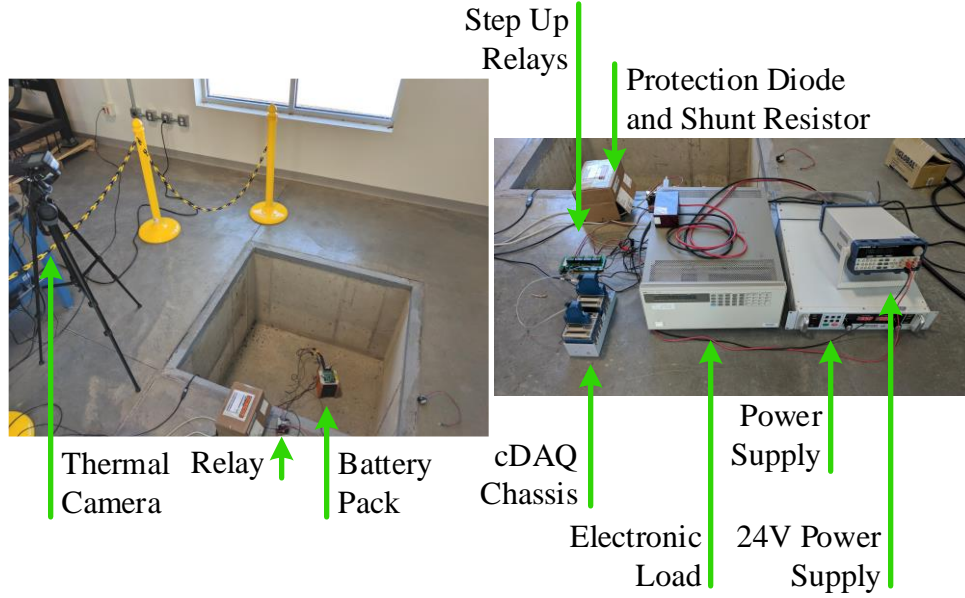 Step Up
Relays
Protection Diode
and Shunt Resistor
GLOBAL
Thermal
Camera
Relay
Battery
Pack
cDAQ
Chassis
Power
Supply
Electronic
Load
24V Power
Supply